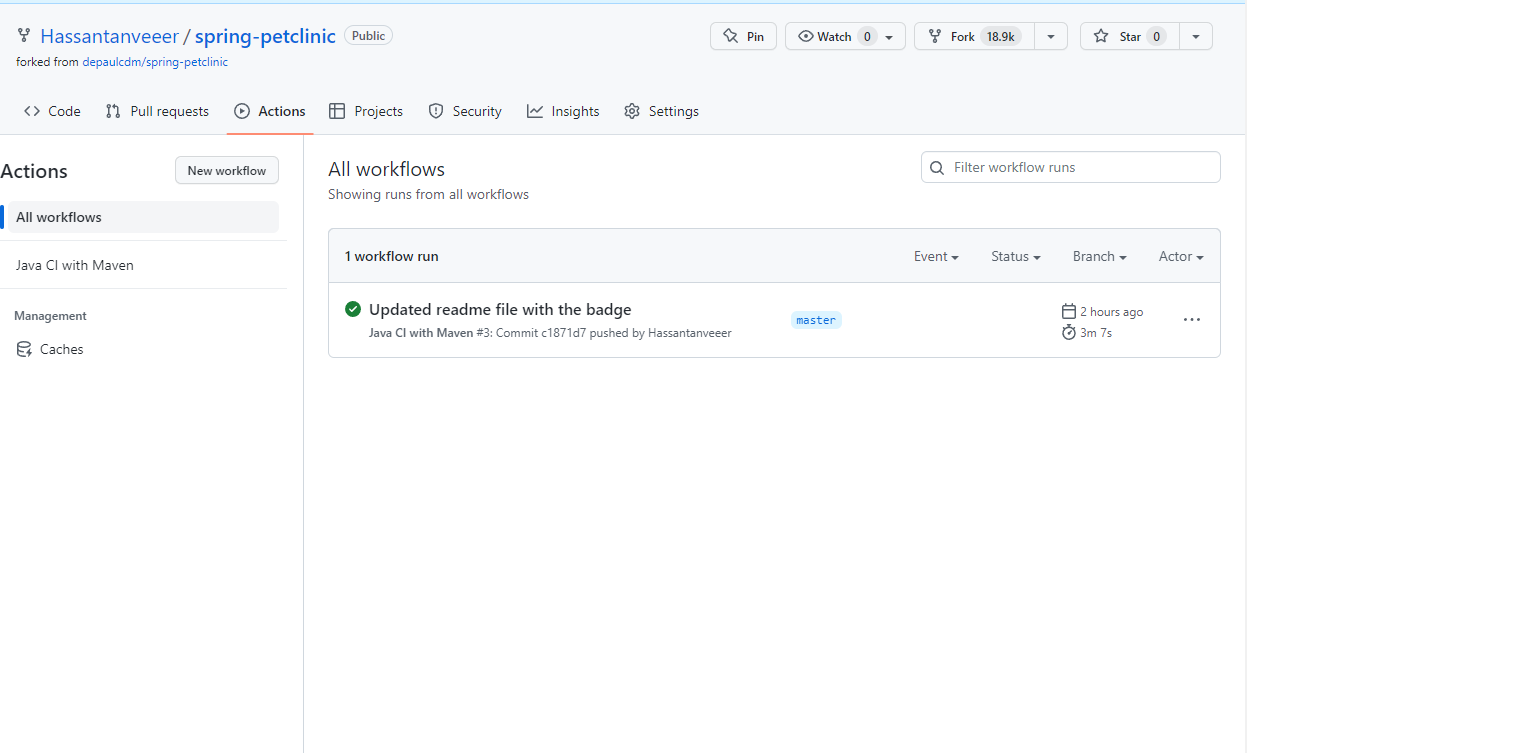 Hassantanveeer / spring-petclinic Public
Pin
Watch 0
Fork 18.9k
Star 0
forked from depaulcdm/spring-petclinic
Code
Pull requests
Actions
Projects
Security
Insights
Settings
Actions
New workflow
All workflows
Java CI with Maven
Management
Caches
All workflows
Showing runs from all workflows
Filter workflow runs
1 workflow run
Event
Status
Branch
Actor
Updated readme file with the badge
Java CI with Maven #3: Commit c1871d7 pushed by Hassantanveeer
master
2 hours ago
3m 7s